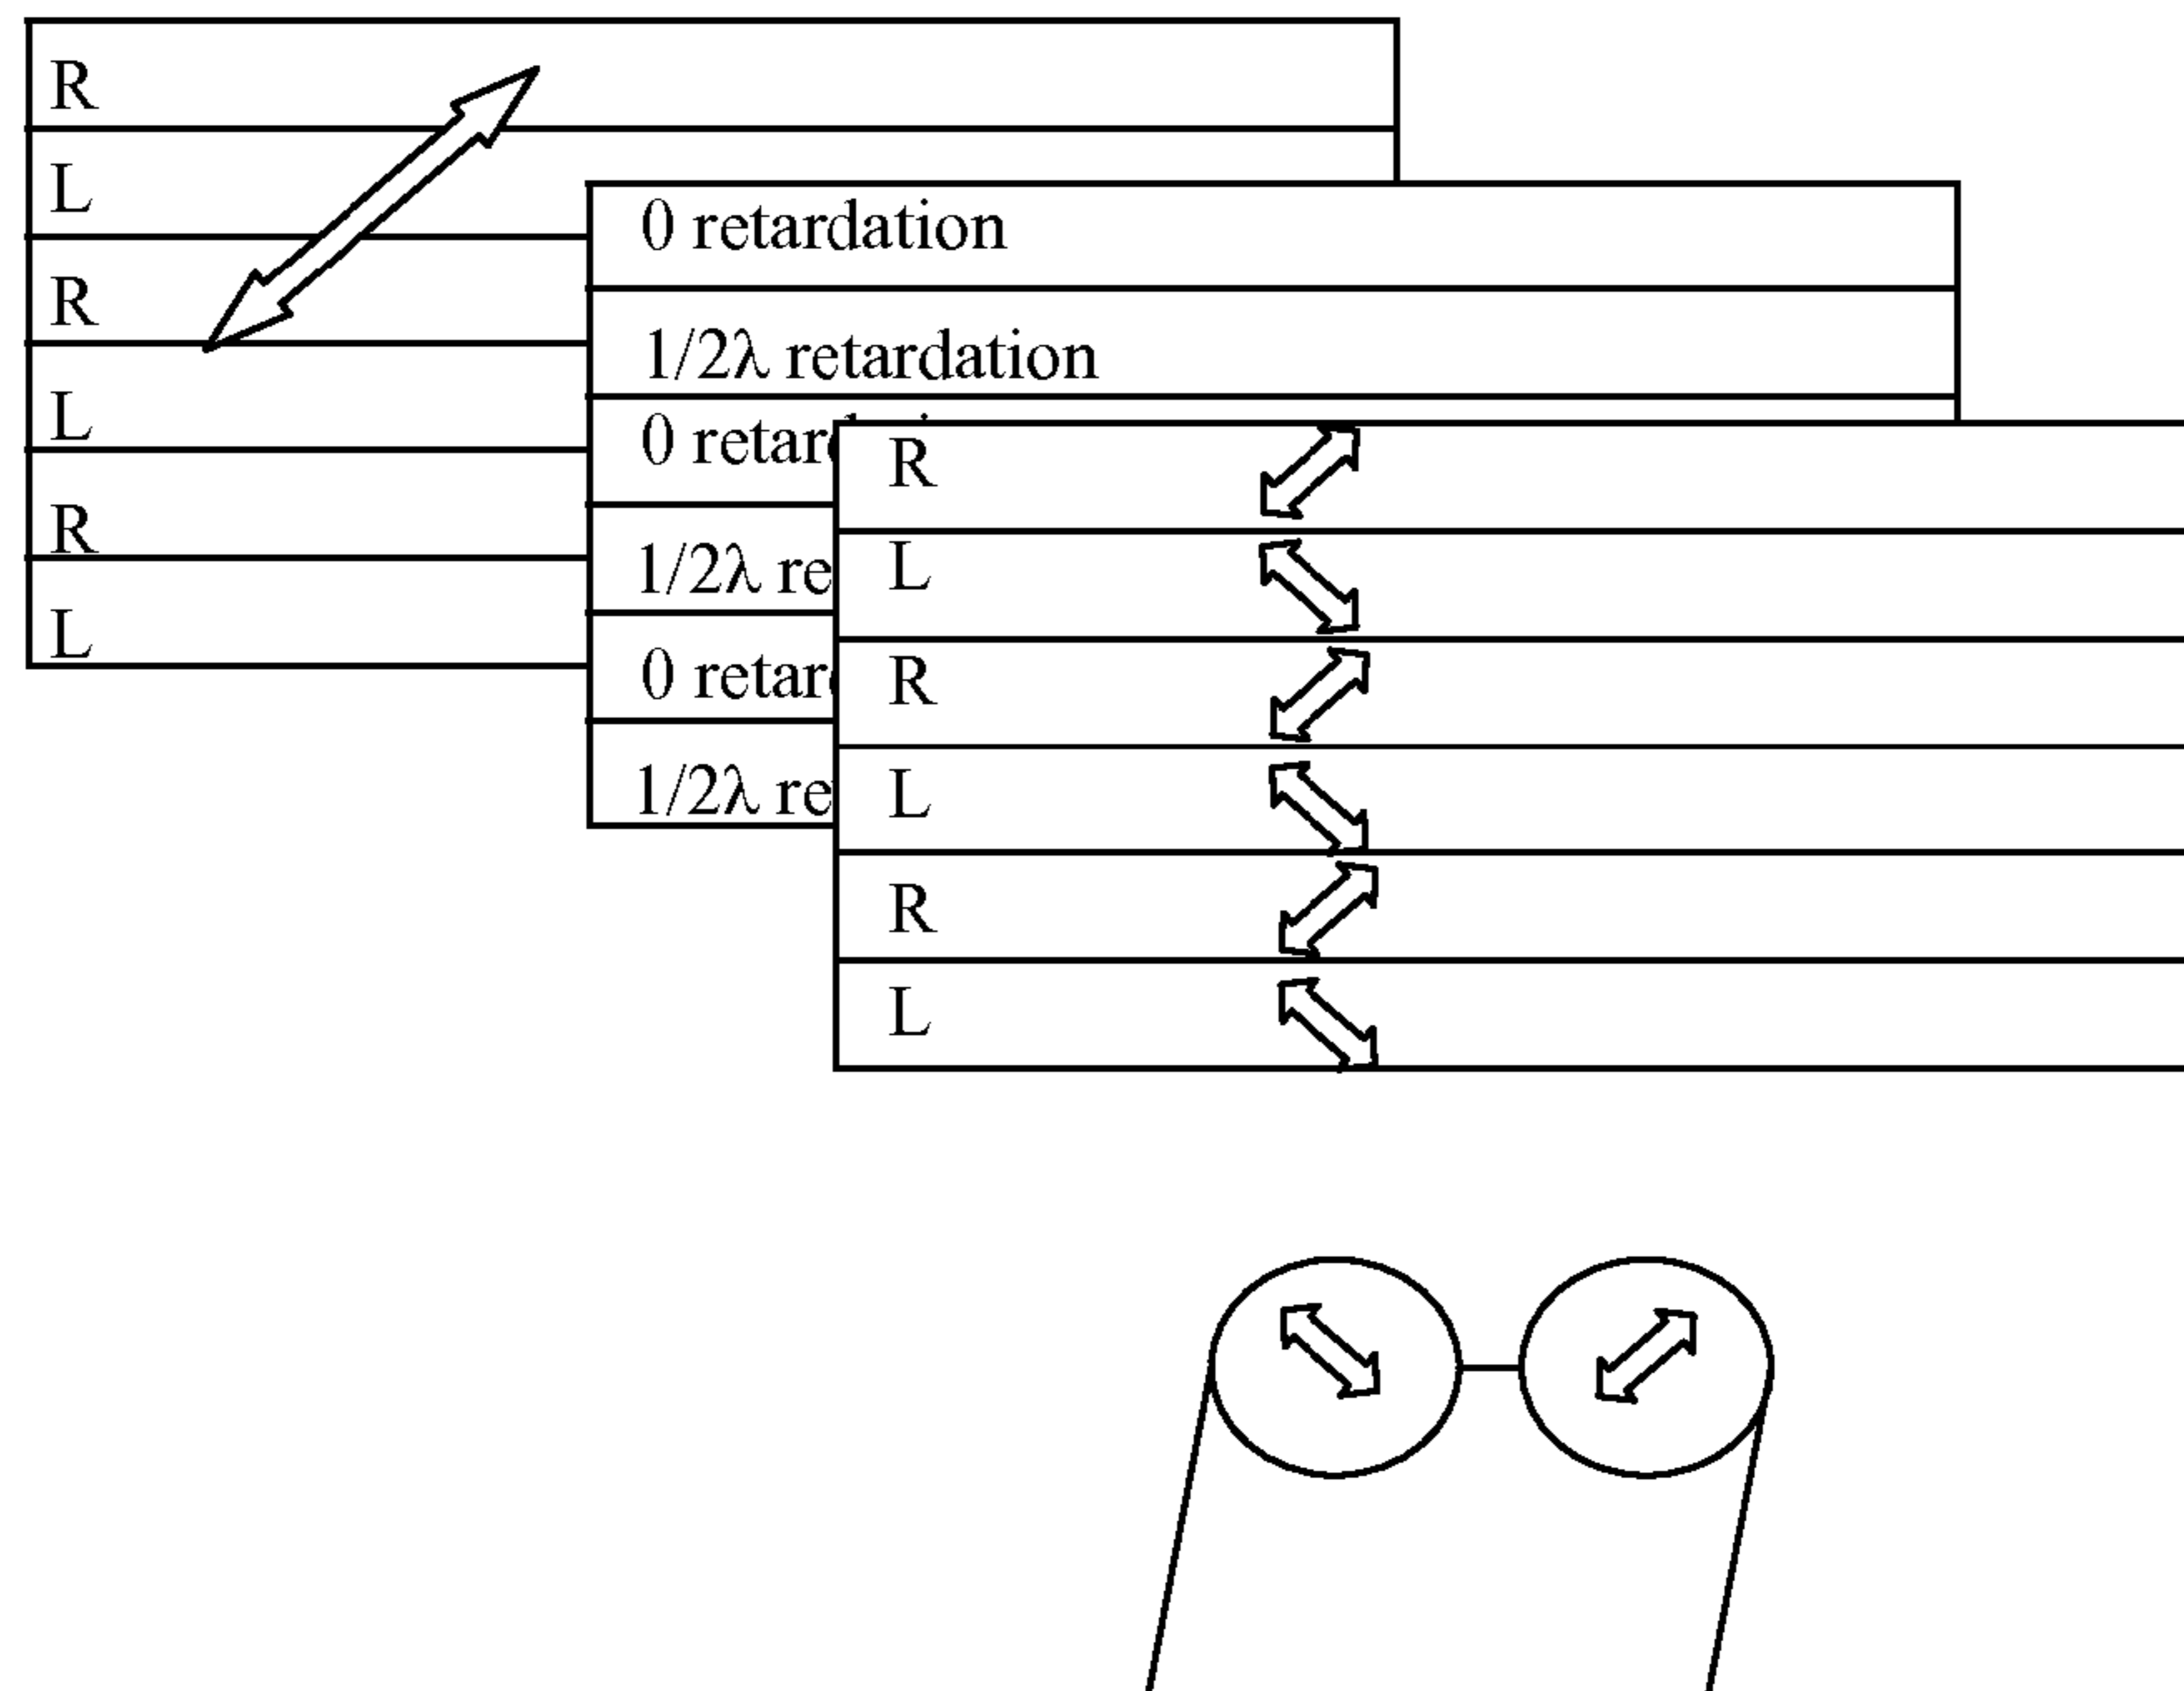 R
L
R
L
R
L
0 retardation
1/2λ retardation
0 retar
1/2λ re
0 retar
1/2λ re
R
L
R
L
R
L